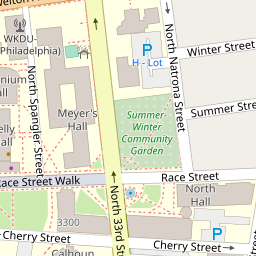 WKDU-
Philadelphia)
H - Lot
North Natrona Street
Winter Street
Summer Street
North Spangler Street
Meyer's
Hall
Summer-
Winter
Community
Garden
Race Street Walk
Race Street
North
Hall
3300
North 33rd
Cherry Street
Cherry Street
Calhoun